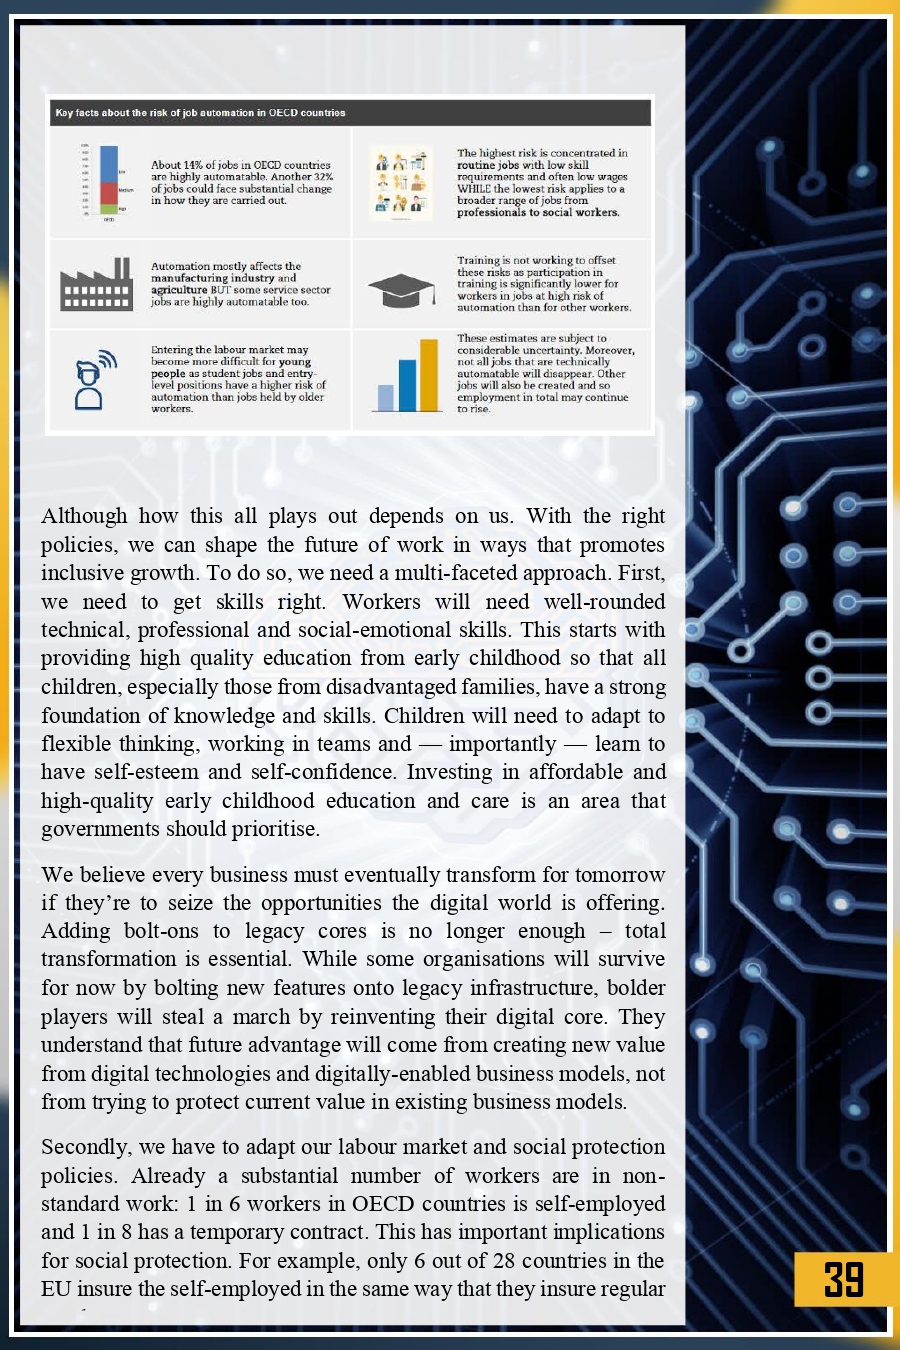 Key facts about the risk of job automation in OECD countries
Low
Medium
High
OECD
About 14% of jobs in OECD countries
are highly automatable. Another 32%
of jobs could face substantial change
in how they are carried out.
The highest risk is concentrated in
routine jobs with low skill
requirements and often low wages
WHILE the lowest risk applies to a
broader range of jobs from
professionals to social workers.
Automation mostly affects the
manufacturing industry and
agriculture BUT some service sector
jobs are highly automatable too.
Training is not working to offset
these risks as participation in
training is significantly lower for
workers in jobs at high risk of
automation than for other workers.
Entering the labour market may
become more difficult for young
people as student jobs and entry-
level positions have a higher risk of
automation than jobs held by older
workers.
These estimates are subject to
considerable uncertainty. Moreover,
not all jobs that are technically
automatable will disappear. Other
jobs will also be created and so
employment in total may continue
to rise.
Although how this all plays out depends on us. With the right
policies, we can shape the future of work in ways that promotes
inclusive growth. To do so, we need a multi-faceted approach. First,
we need to get skills right. Workers will need well-rounded
technical, professional and social-emotional skills. This starts with
providing high quality education from early childhood so that all
children, especially those from disadvantaged families, have a strong
foundation of knowledge and skills. Children will need to adapt to
flexible thinking, working in teams and — importantly — learn to
have self-esteem and self-confidence. Investing in affordable and
high-quality early childhood education and care is an area that
governments should prioritise.
We believe every business must eventually transform for tomorrow
if they’re to seize the opportunities the digital world is offering.
Adding bolt-ons to legacy cores is no longer enough – total
transformation is essential. While some organisations will survive
for now by bolting new features onto legacy infrastructure, bolder
players will steal a march by reinventing their digital core. They
understand that future advantage will come from creating new value
from digital technologies and digitally-enabled business models, not
from trying to protect current value in existing business models.
Secondly, we have to adapt our labour market and social protection
policies. Already a substantial number of workers are in non-
standard work: 1 in 6 workers in OECD countries is self-employed
and 1 in 8 has a temporary contract. This has important implications
for social protection. For example, only 6 out of 28 countries in the
EU insure the self-employed in the same way that they insure regular
39